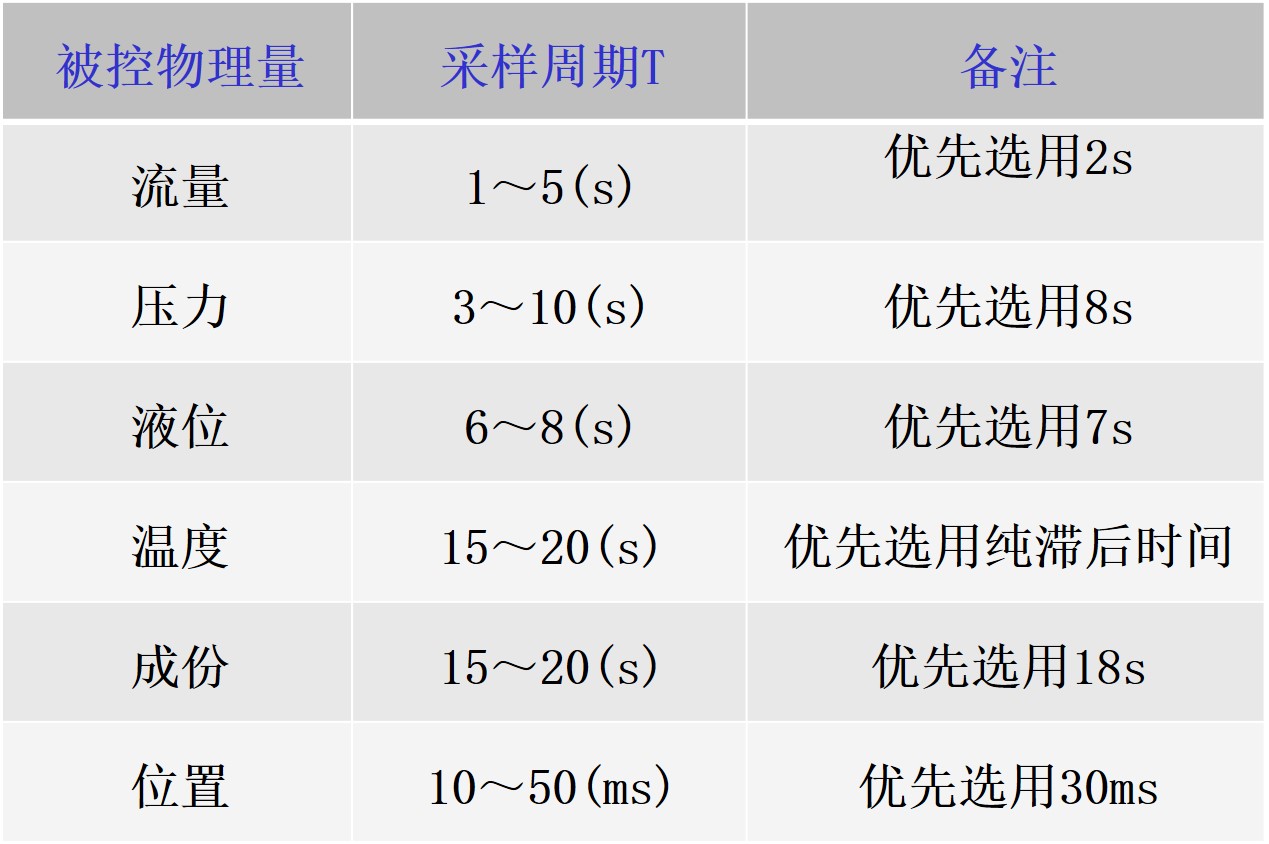 被控物理量 采样周期T 备注
流量 1～5(s) 优先选用2s
压力 3～10(s) 优先选用8s
液位 6～8(s) 优先选用7s
温度 15～20(s) 优先选用纯滞后时间
成份 15～20(s) 优先选用18s
位置 10～50(ms) 优先选用30ms